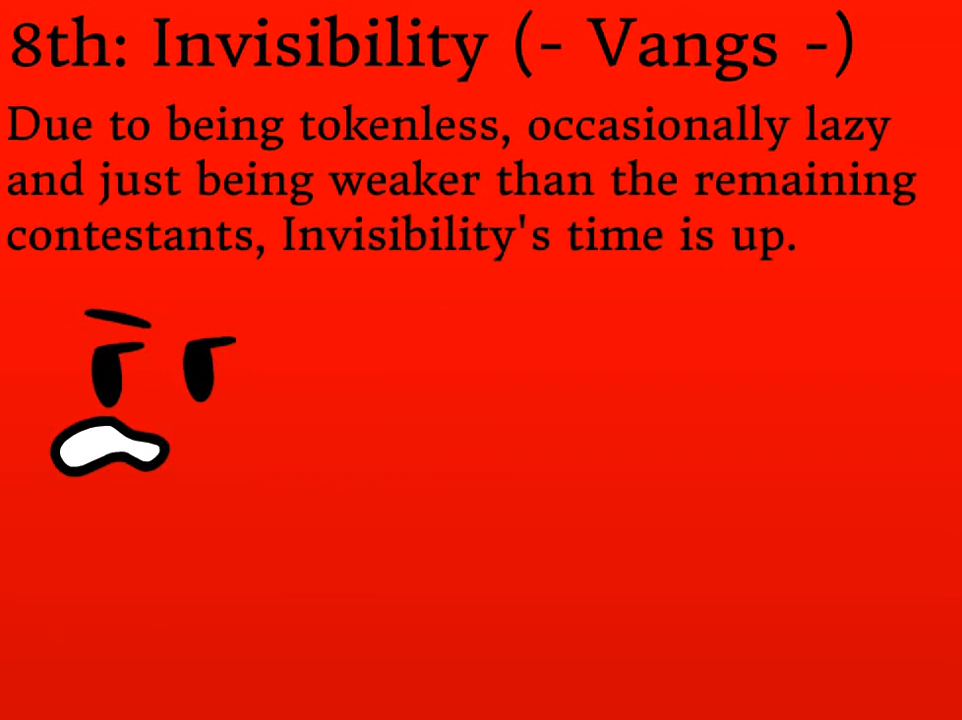 8th: Invisibility (- Vangs -)
Due to being tokenless, occasionally lazy
and just being weaker than the remaining
contestants, Invisibility's time is up.